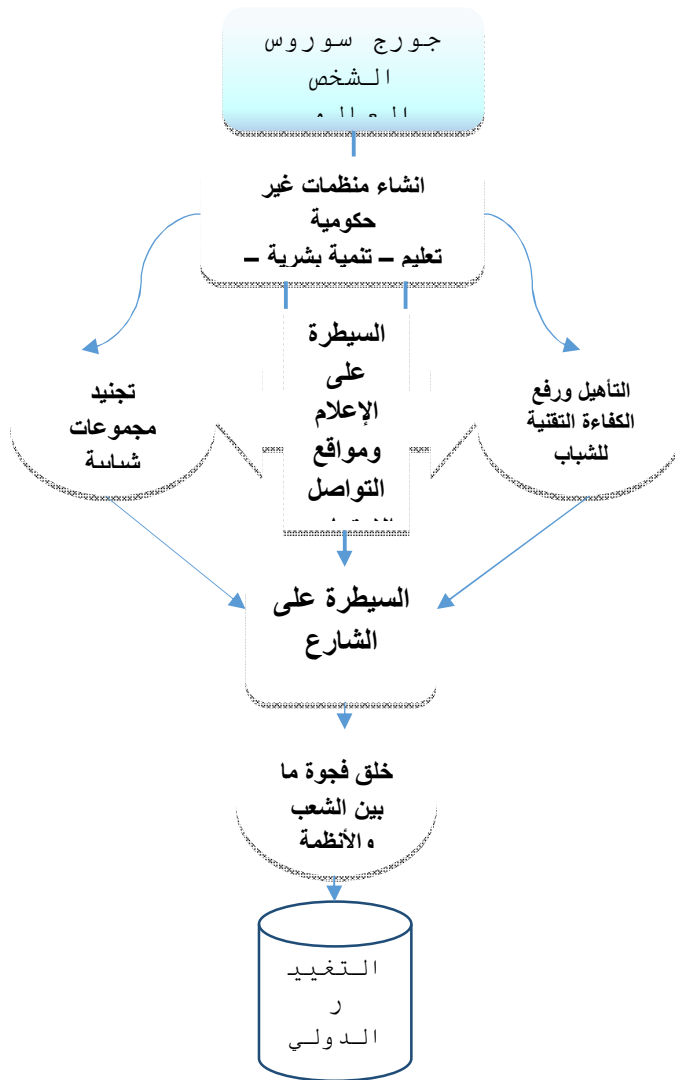 جورج سوروس
الشخص
انشاء منظمات غير
حكومية
تعليم – تنمية بشرية –
السيطرة
على
الإعلام
ومواقع
التواصل
التأهيل ورفع
الكفاءة التقنية
للشباب
تجنيد
مجموعات
شبابية
السيطرة على
الشارع
خلق فجوة ما
بين الشعب
والأنظمة
التغيي
ر
الدولي